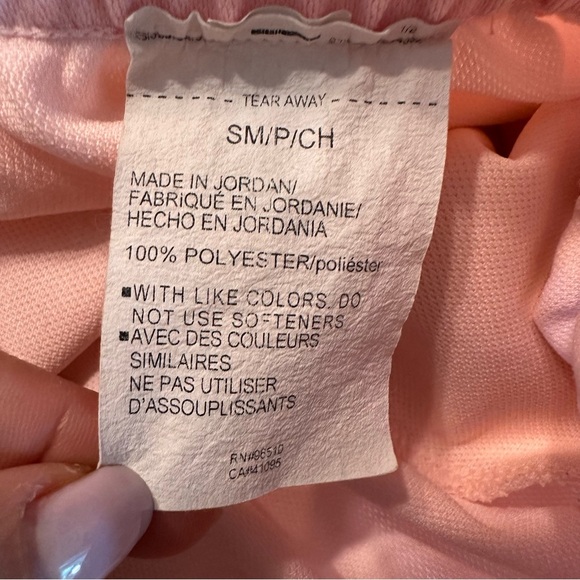 - - - - - - - TEAR AWAY - - - - - - -
SM/P/CH
MADE IN JORDAN/
FABRIQUÉ EN JORDANIE/
HECHO EN JORDANIA
100% POLYESTER/poliéster
▪WITH LIKE COLORS, DO
NOT USE SOFTENERS
▪AVEC DES COULEURS
SIMILAIRES
NE PAS UTILISER
D'ASSOUPLISSANTS
RN#96510
CA#41095